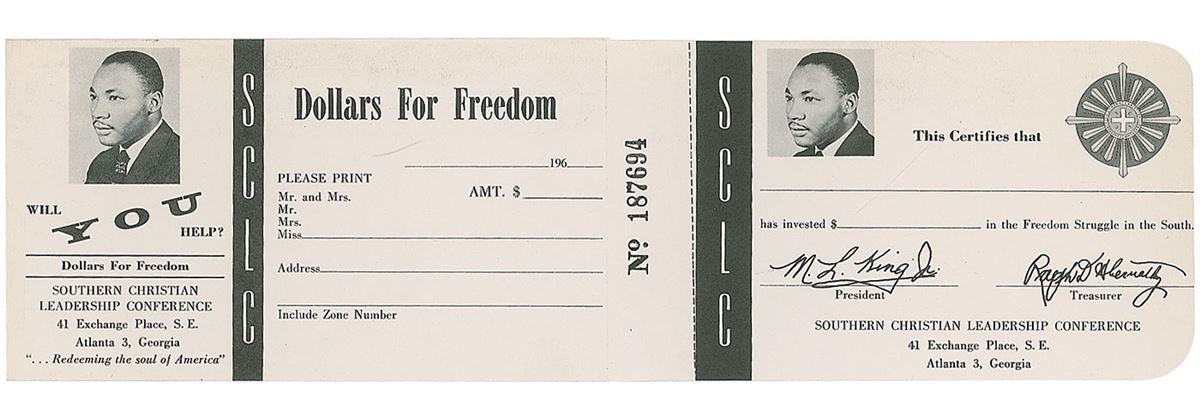 WILL YOU HELP?
Dollars For Freedom
SOUTHERN CHRISTIAN
LEADERSHIP CONFERENCE
41 Exchange Place, S. E.
Atlanta 3, Georgia
“. . . Redeeming the soul of America”
SCLC
Dollars For Freedom
196
PLEASE PRINT
AMT. $
Mr. and Mrs.
Mr.
Mrs.
Miss
Address
Include Zone Number
Nº 187694
SCLC
This Certifies that
has invested $ in the Freedom Struggle in the South.
M. L. King Jr.
President
Ralph D Abernathy
Treasurer
SOUTHERN CHRISTIAN LEADERSHIP CONFERENCE
41 Exchange Place, S. E.
Atlanta 3, Georgia